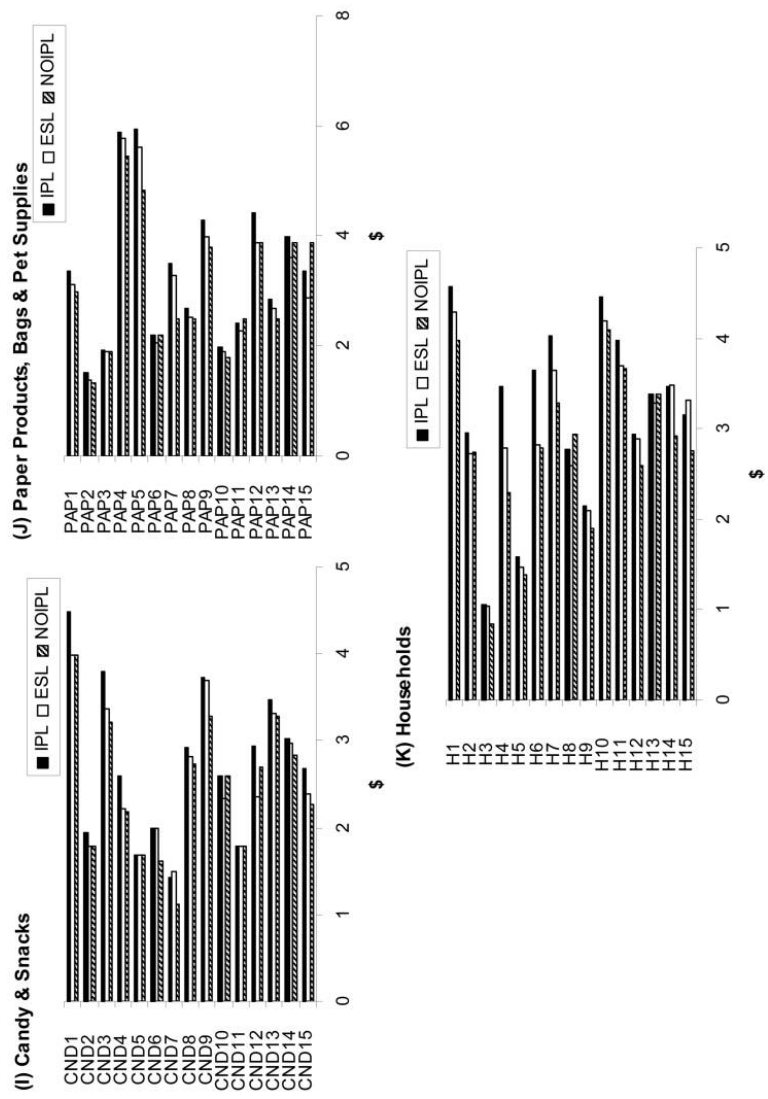 (I) Candy & Snacks
■ IPL □ ESL ▨ NOIPL
CND1
CND2
CND3
CND4
CND5
CND6
CND7
CND8
CND9
CND10
CND11
CND12
CND13
CND14
CND15
0 1 2 3 4 5
$
(J) Paper Products, Bags & Pet Supplies
■ IPL □ ESL ▨ NOIPL
PAP1
PAP2
PAP3
PAP4
PAP5
PAP6
PAP7
PAP8
PAP9
PAP10
PAP11
PAP12
PAP13
PAP14
PAP15
0 2 4 6 8
$
(K) Households
■ IPL □ ESL ▨ NOIPL
H1
H2
H3
H4
H5
H6
H7
H8
H9
H10
H11
H12
H13
H14
H15
0 1 2 3 4 5
$